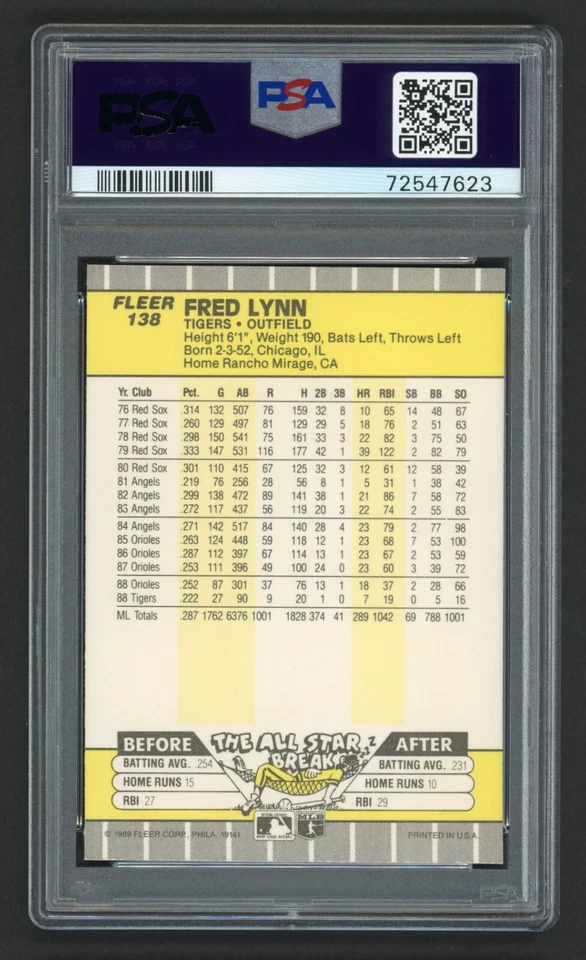 PSA
PSA
72547623
FLEER
138
FRED LYNN
TIGERS • OUTFIELD
Height 6'1", Weight 190, Bats Left, Throws Left
Born 2-3-52, Chicago, IL
Home Rancho Mirage, CA
Yr. Club Pct. G AB R H 2B 3B HR RBI SB BB SO
76 Red Sox .314 132 507 76 159 32 8 10 65 14 48 67
77 Red Sox .260 129 497 81 129 29 5 18 76 2 51 63
78 Red Sox .298 150 541 75 161 33 3 22 82 3 75 50
79 Red Sox .333 147 531 116 177 42 1 39 122 2 82 79
80 Red Sox .301 110 415 67 125 32 3 12 61 12 58 39
81 Angels .219 76 256 28 56 8 1 5 31 1 38 42
82 Angels .299 138 472 89 141 38 1 21 86 7 58 72
83 Angels .272 117 437 56 119 20 3 22 74 2 55 83
84 Angels .271 142 517 84 140 28 4 23 79 2 77 98
85 Orioles .263 124 448 59 118 12 1 23 68 7 53 100
86 Orioles .287 112 397 67 114 13 1 23 67 2 53 59
87 Orioles .253 111 396 49 100 24 0 23 60 3 39 72
88 Orioles .252 87 301 37 76 13 1 18 37 2 28 66
88 Tigers .222 27 90 9 20 1 0 7 19 0 5 16
ML Totals .287 1762 6376 1001 1828 374 41 289 1042 69 788 1001
BEFORE THE ALL STAR BREAK AFTER
BATTING AVG. .254
HOME RUNS 15
RBI 27
BATTING AVG. .231
HOME RUNS 10
RBI 29
© 1989 FLEER CORP., PHILA. 19141
PRINTED IN U.S.A.
PSA